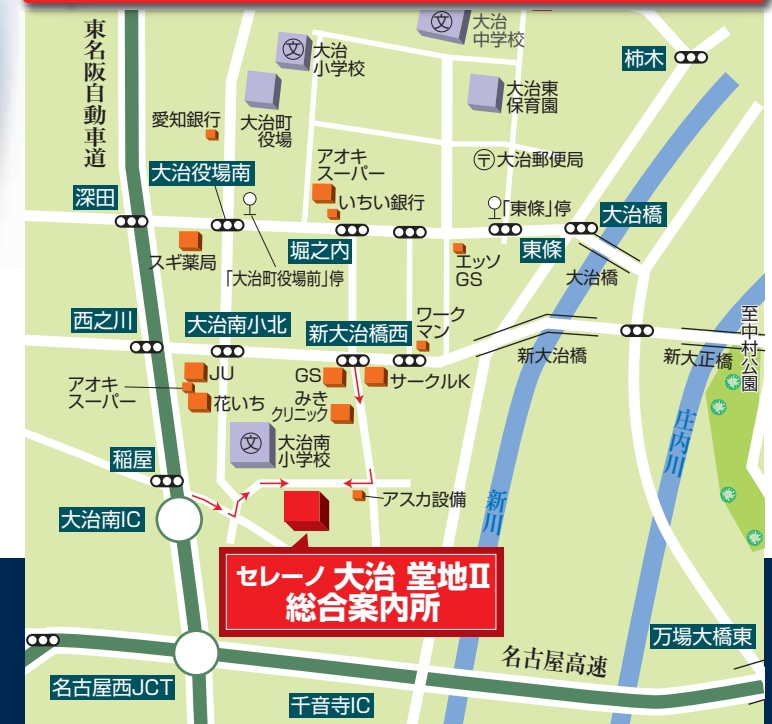 東名阪自動車道
文
大治
小学校
文
大治
中学校
柿木
大治町
役場
大治東
保育園
愛知銀行
アオキ
スーパー
〒大治郵便局
大治役場南
いちい銀行
深田
「東條」停
大治橋
スギ薬局
「大治町役場前」停
堀之内
エッソ
GS
東條
大治橋
西之川
大治南小北
新大治橋西
ワーク
マン
新大治橋
新大正橋
至中村公園
JU
アオキ
スーパー
花いち
GS
サークルK
みき
クリニック
文
大治南
小学校
庄内川
稲屋
アスカ設備
新川
大治南IC
セレーノ 大治 堂地II
総合案内所
名古屋高速
万場大橋東
名古屋西JCT
千音寺IC